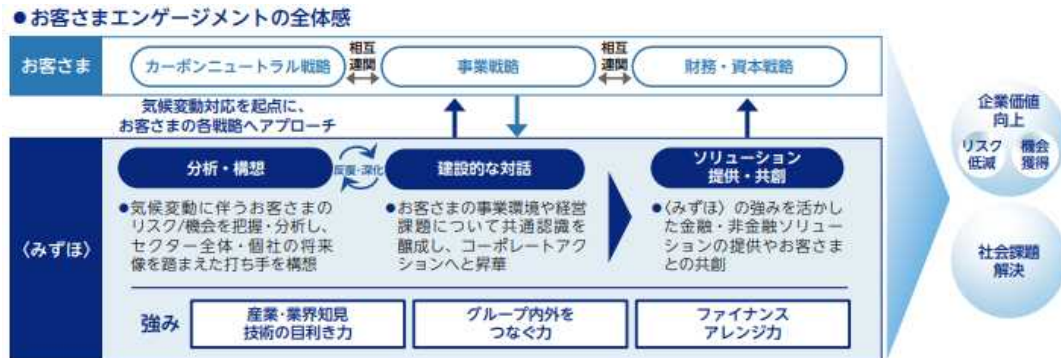 ●お客さまエンゲージメントの全体感
お客さま
カーボンニュートラル戦略
相互
連関
事業戦略
相互
連関
財務・資本戦略
気候変動対応を起点に、
お客さまの各戦略へアプローチ
〈みずほ〉
分析・構想
反覆・深化
建設的な対話
ソリューション
提供・共創
●気候変動に伴うお客さまの
リスク/機会を把握・分析し、
セクター全体・個社の将来
像を踏まえた打ち手を構想
●お客さまの事業環境や経営
課題について共通認識を
醸成し、コーポレートアク
ションへと昇華
●〈みずほ〉の強みを活かし
た金融・非金融ソリュー
ションの提供やお客さま
との共創
強み
産業・業界知見
技術の目利き力
グループ内外を
つなぐ力
ファイナンス
アレンジ力
企業価値
向上
リスク
低減
機会
獲得
社会課題
解決